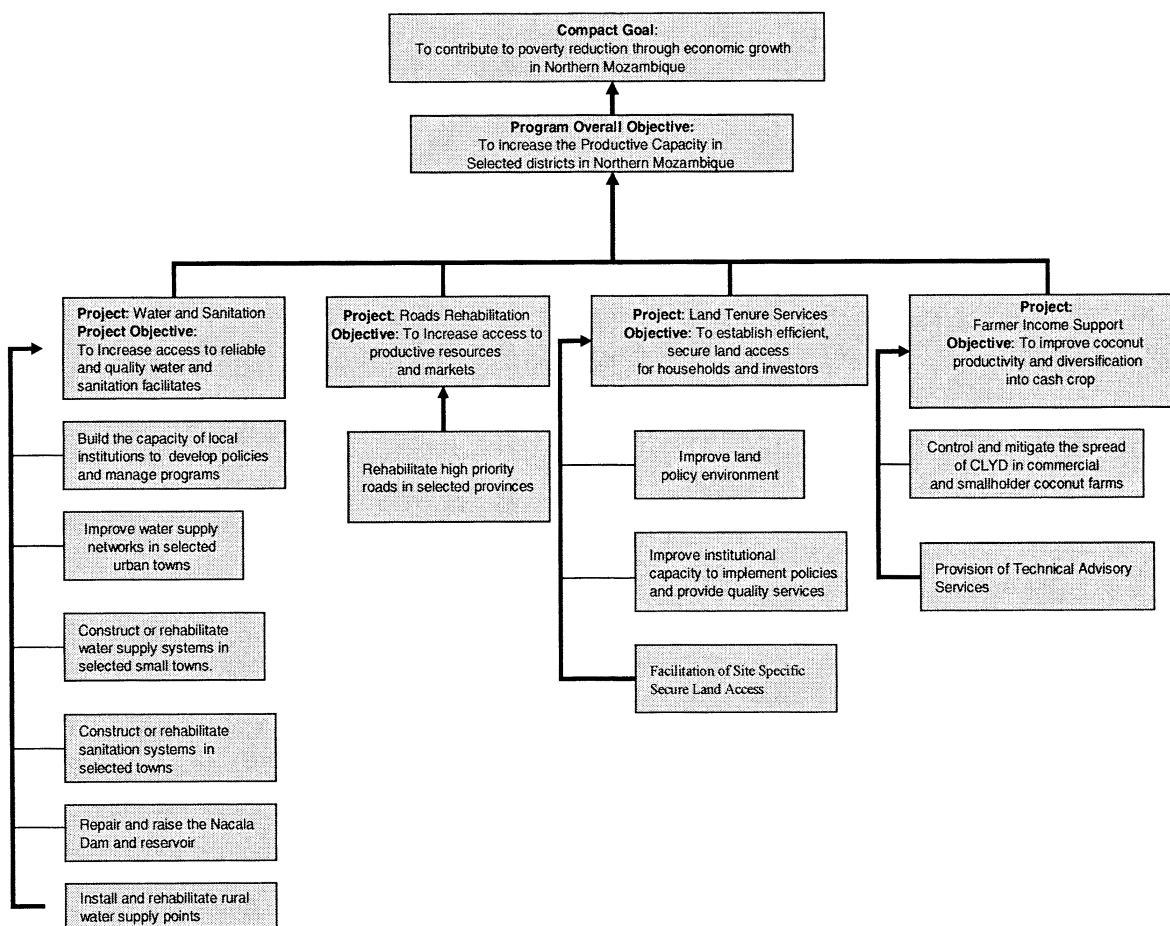 Compact Goal:
To contribute to poverty reduction through economic growth
in Northern Mozambique
Program Overall Objective:
To Increase the Productive Capacity in
Selected districts in Northern Mozambique
Project: Water and Sanitation
Project Objective:
To Increase access to reliable
and quality water and
sanitation facilitates
Build the capacity of local
institutions to develop policies
and manage programs
Improve water supply
networks in selected
urban towns
Construct or rehabilitate
water supply systems in
selected small towns.
Construct or rehabilitate
sanitation systems in
selected towns
Repair and raise the Nacala
Dam and reservoir
Install and rehabilitate rural
water supply points
Project: Roads Rehabilitation
Objective: To Increase access to
productive resources
and markets
Rehabilitate high priority
roads in selected provinces
Project: Land Tenure Services
Objective: To establish efficient,
secure land access
for households and investors
Improve land
policy environment
Improve institutional
capacity to implement policies
and provide quality services
Facilitation of Site Specific
Secure Land Access
Project:
Farmer Income Support
Objective: To improve coconut
productivity and diversification
into cash crop
Control and mitigate the spread
of CLYD in commercial
and smallholder coconut farms
Provision of Technical Advisory
Services